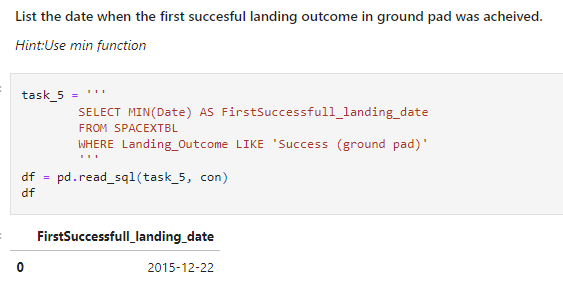 List the date when the first succesful landing outcome in ground pad was acheived.
Hint:Use min function
task_5 = '''
SELECT MIN(Date) AS FirstSuccessfull_landing_date
FROM SPACEXTBL
WHERE Landing_Outcome LIKE 'Success (ground pad)'
'''
df = pd.read_sql(task_5, con)
df
FirstSuccessfull_landing_date
0 2015-12-22